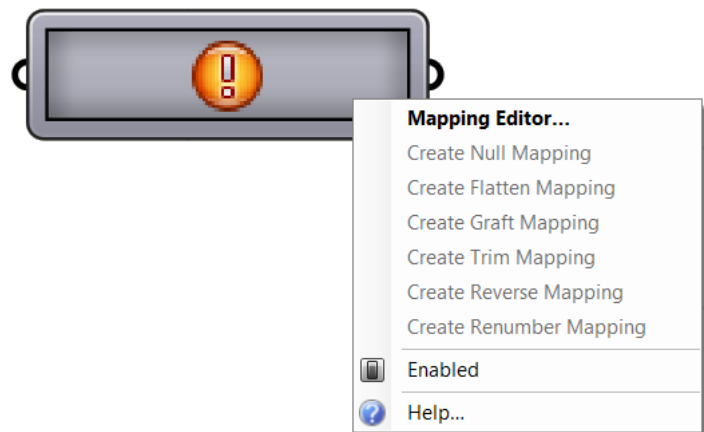 Mapping Editor...
Create Null Mapping
Create Flatten Mapping
Create Graft Mapping
Create Trim Mapping
Create Reverse Mapping
Create Renumber Mapping
Enabled
Help...